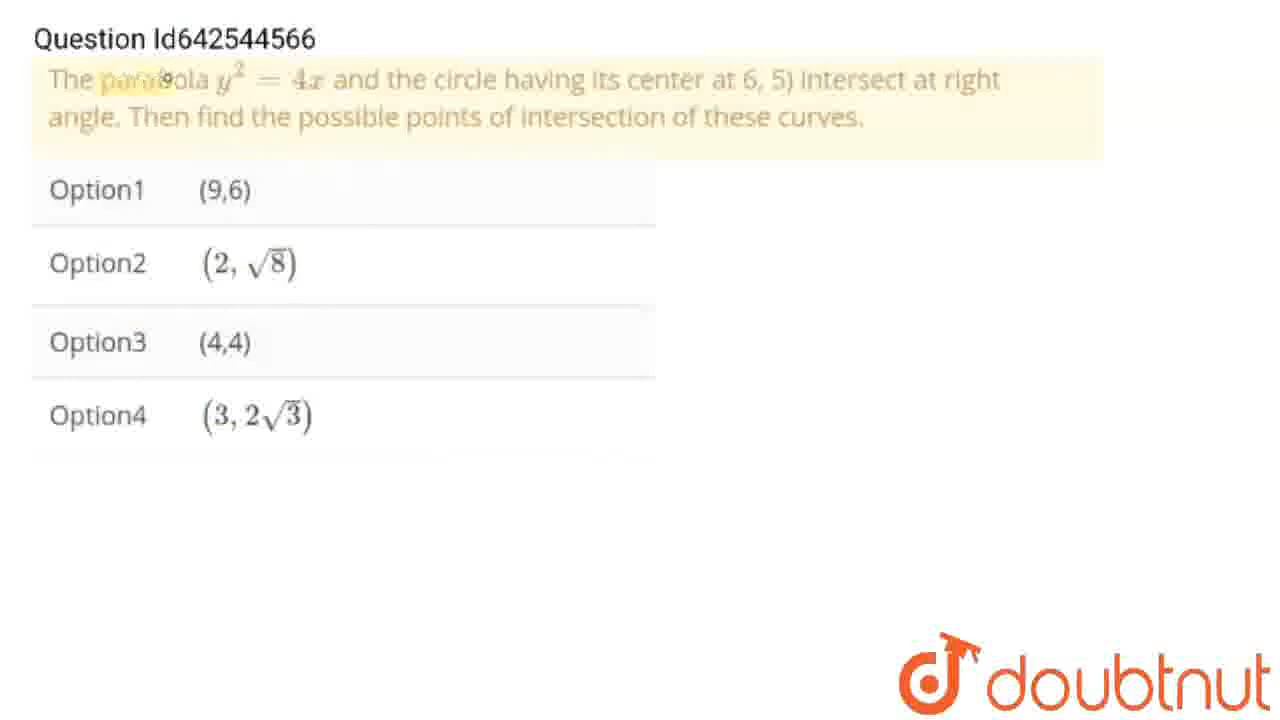 Question Id642544566
The parabola y² = 4x and the circle having its center at 6, 5) intersect at right
angle. Then find the possible points of intersection of these curves.
Option1 (9,6)
Option2 (2, √8)
Option3 (4,4)
Option4 (3, 2√3)
doubtnut